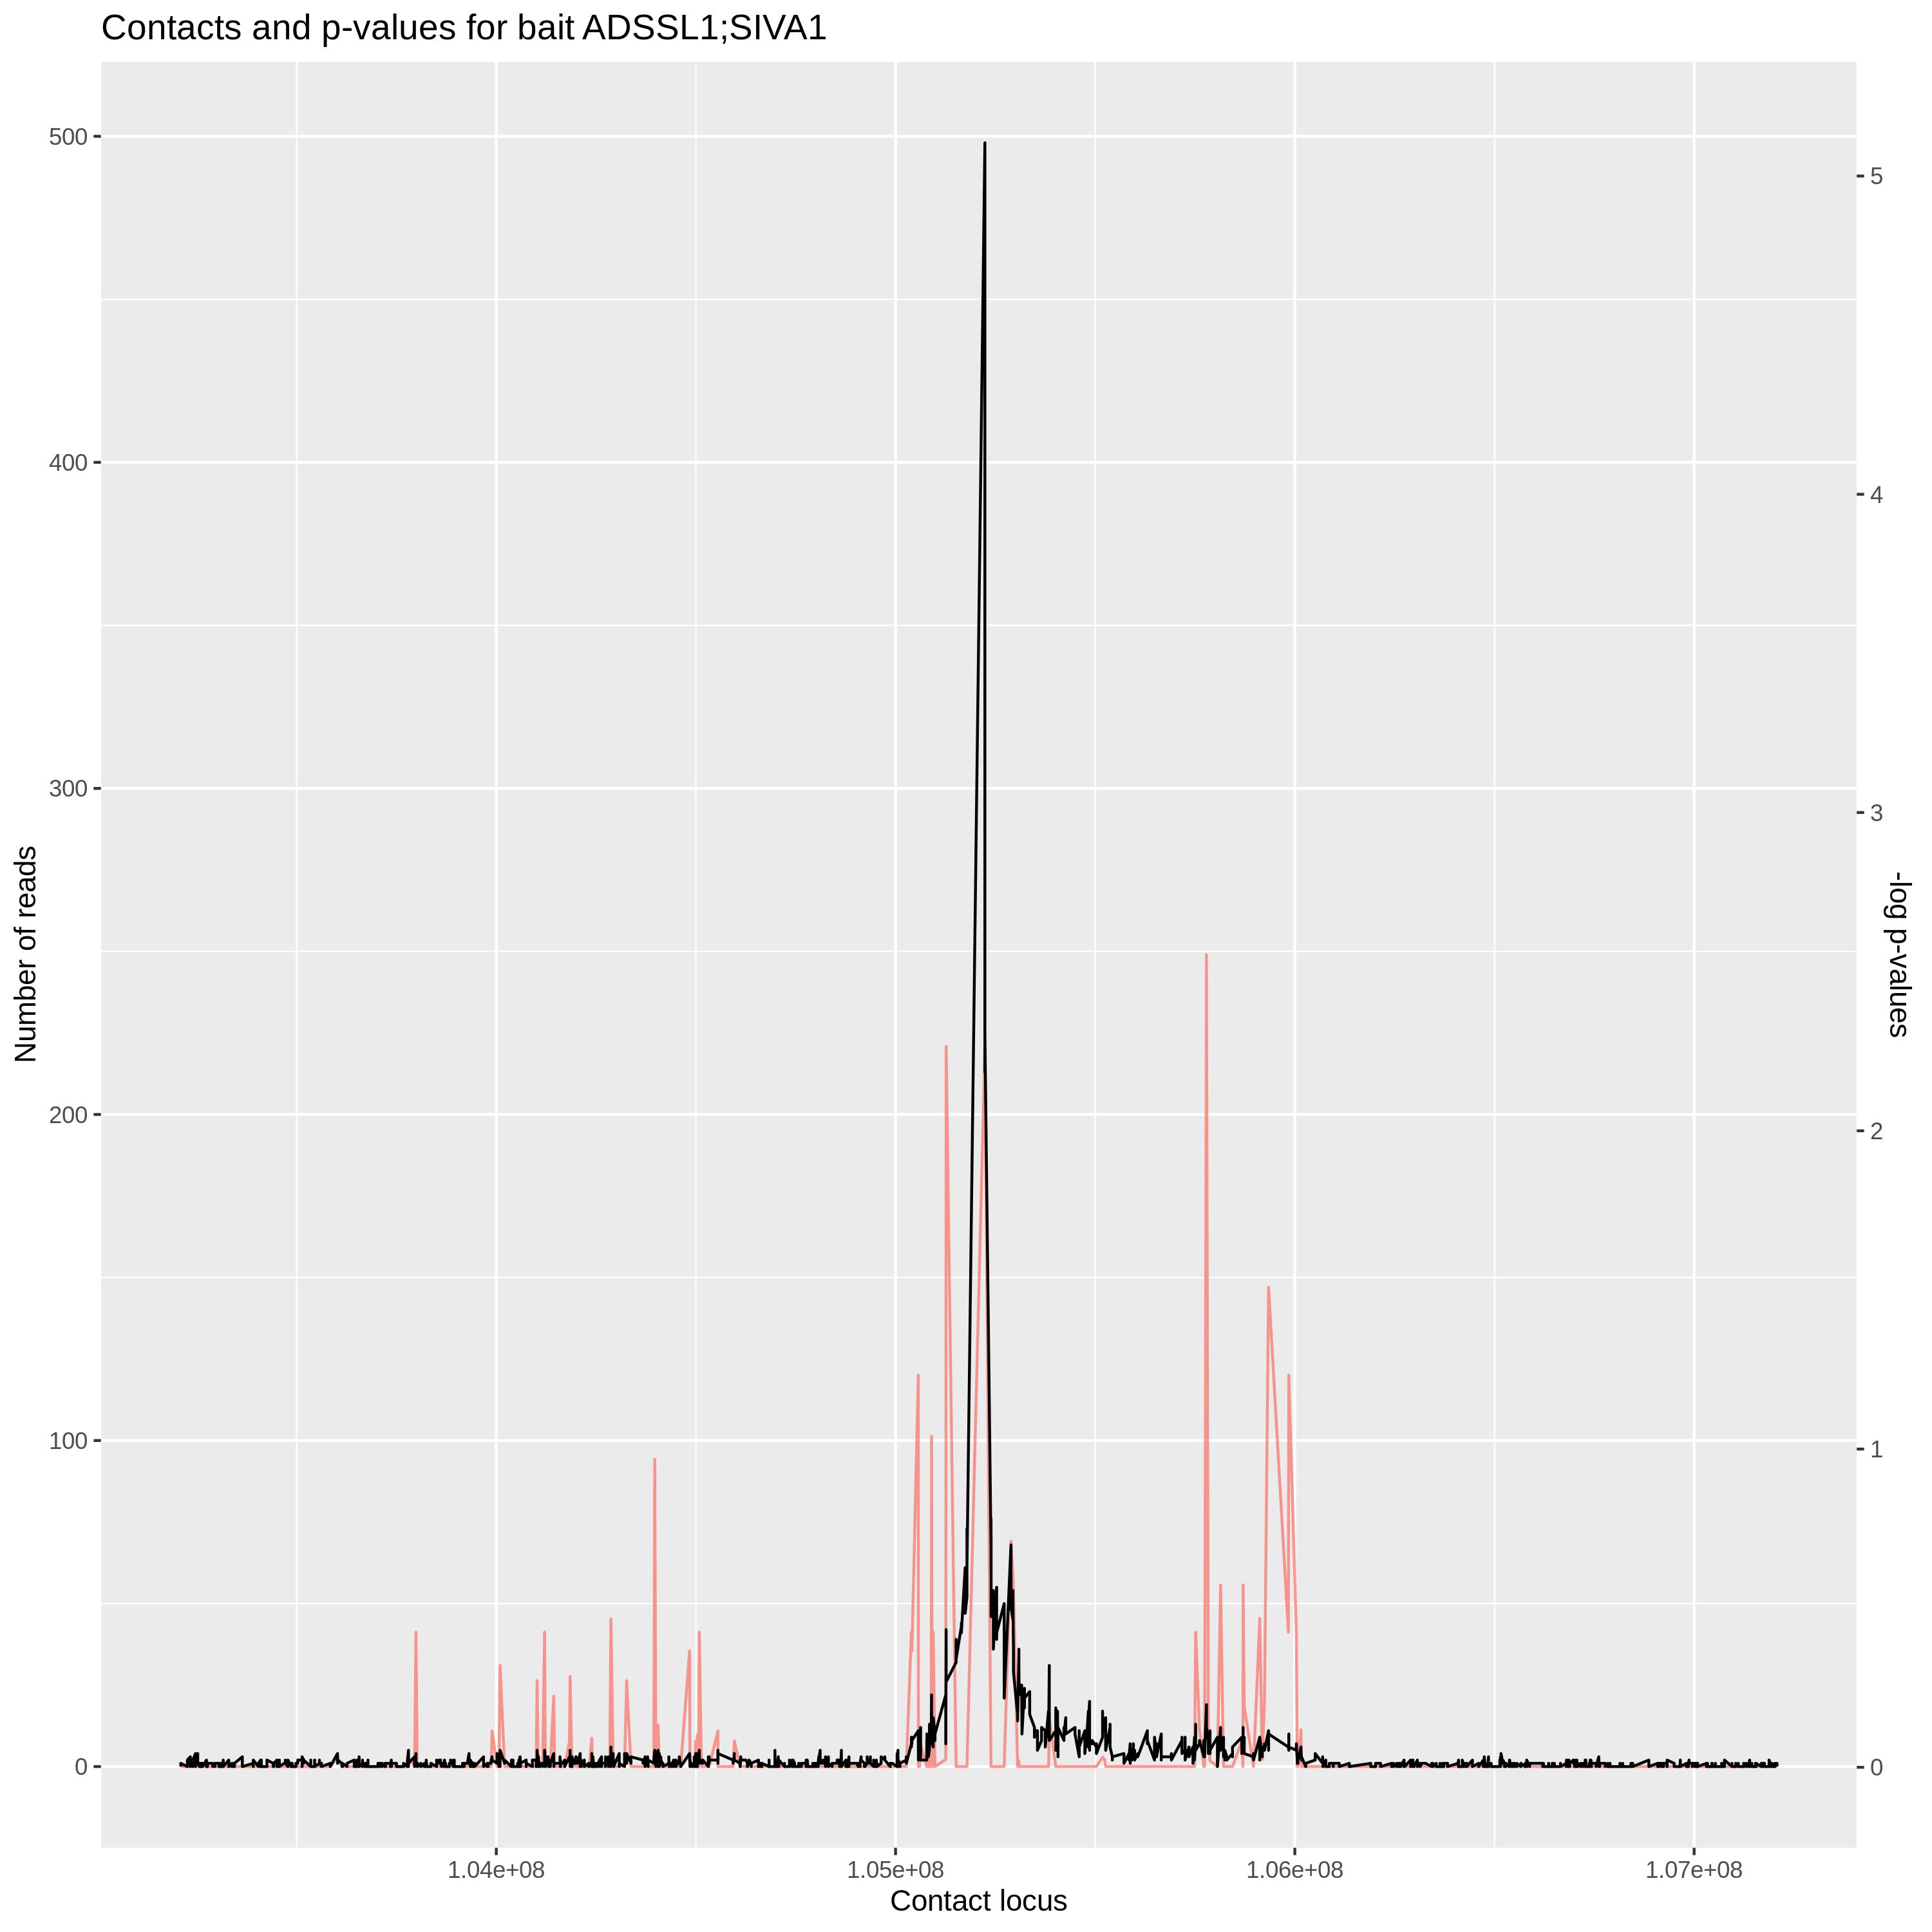 Contacts and p-values for bait ADSSL1;SIVA1
500
400
300
200
100
0
Number of reads
5
4
3
2
1
0
-log p-values
1.04e+08
1.05e+08
1.06e+08
1.07e+08
Contact locus